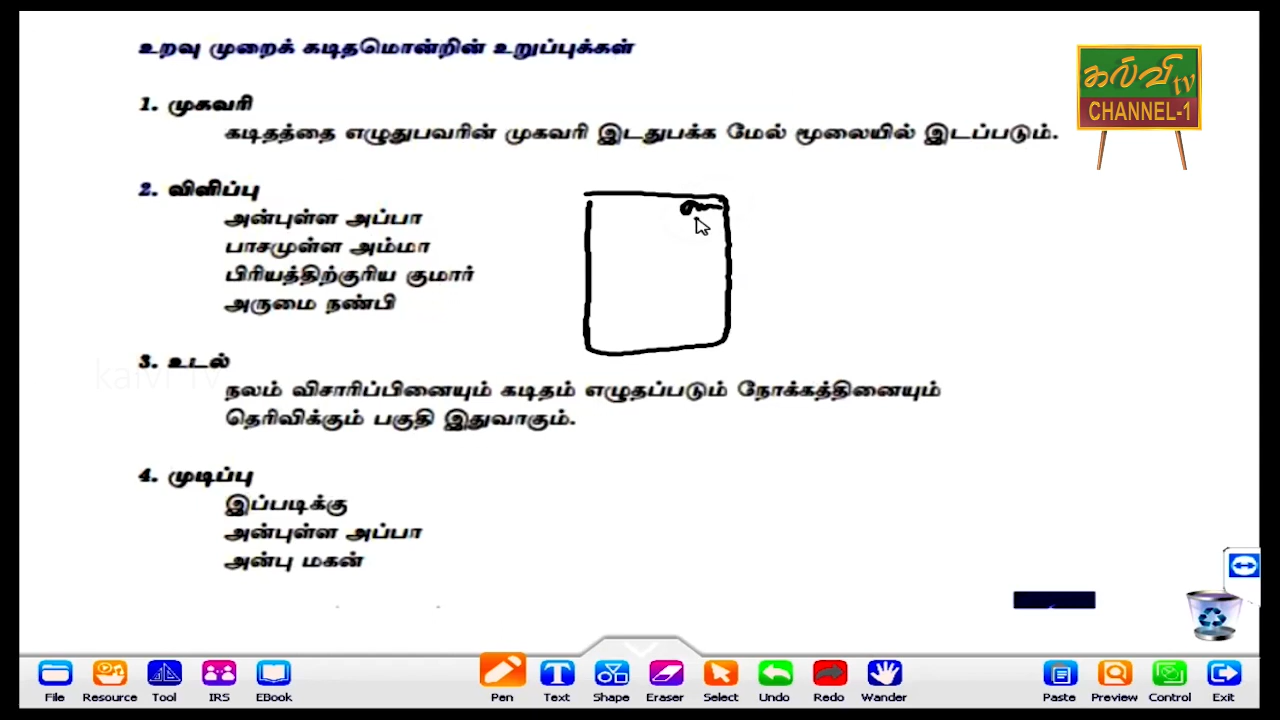 உறவு முறைக் கடிதமொன்றின் உறுப்புக்கள்
கல்வி tv
CHANNEL-1
1. முகவரி
கடிதத்தை எழுதுபவரின் முகவரி இடதுபக்க மேல் மூலையில் இடப்படும்.
2. விளிப்பு
அன்புள்ள அப்பா
பாசமுள்ள அம்மா
பிரியத்திற்குரிய குமார்
அருமை நண்பி
3. உடல்
நலம் விசாரிப்பினையும் கடிதம் எழுதப்படும் நோக்கத்தினையும்
தெரிவிக்கும் பகுதி இதுவாகும்.
4. முடிப்பு
இப்படிக்கு
அன்புள்ள அப்பா
அன்பு மகன்
File Resource Tool IRS EBook Pen Text Shape Eraser Select Undo Redo Wander Paste Preview Control Exit